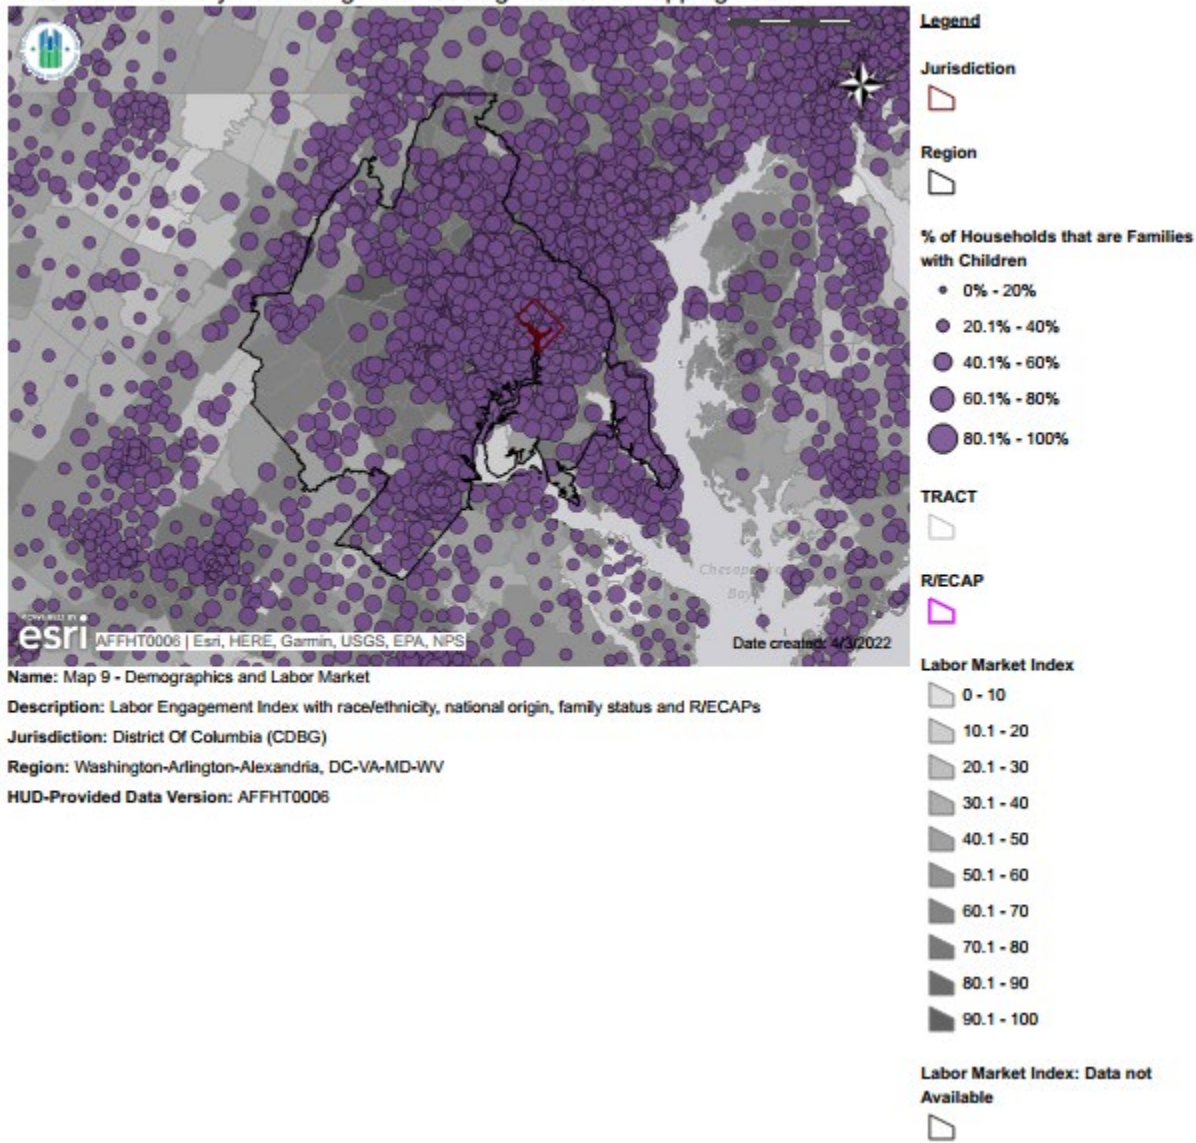 Legend
Jurisdiction
Region
% of Households that are Families
with Children
0% - 20%
20.1% - 40%
40.1% - 60%
60.1% - 80%
80.1% - 100%
TRACT
R/ECAP
Labor Market Index
0 - 10
10.1 - 20
20.1 - 30
30.1 - 40
40.1 - 50
50.1 - 60
60.1 - 70
70.1 - 80
80.1 - 90
90.1 - 100
Labor Market Index: Data not
Available
Chesapeake
Bay
POWERED BY
esri
AFFHT0006 | Esri, HERE, Garmin, USGS, EPA, NPS
Date created: 4/3/2022
Name: Map 9 - Demographics and Labor Market
Description: Labor Engagement Index with race/ethnicity, national origin, family status and R/ECAPs
Jurisdiction: District Of Columbia (CDBG)
Region: Washington-Arlington-Alexandria, DC-VA-MD-WV
HUD-Provided Data Version: AFFHT0006